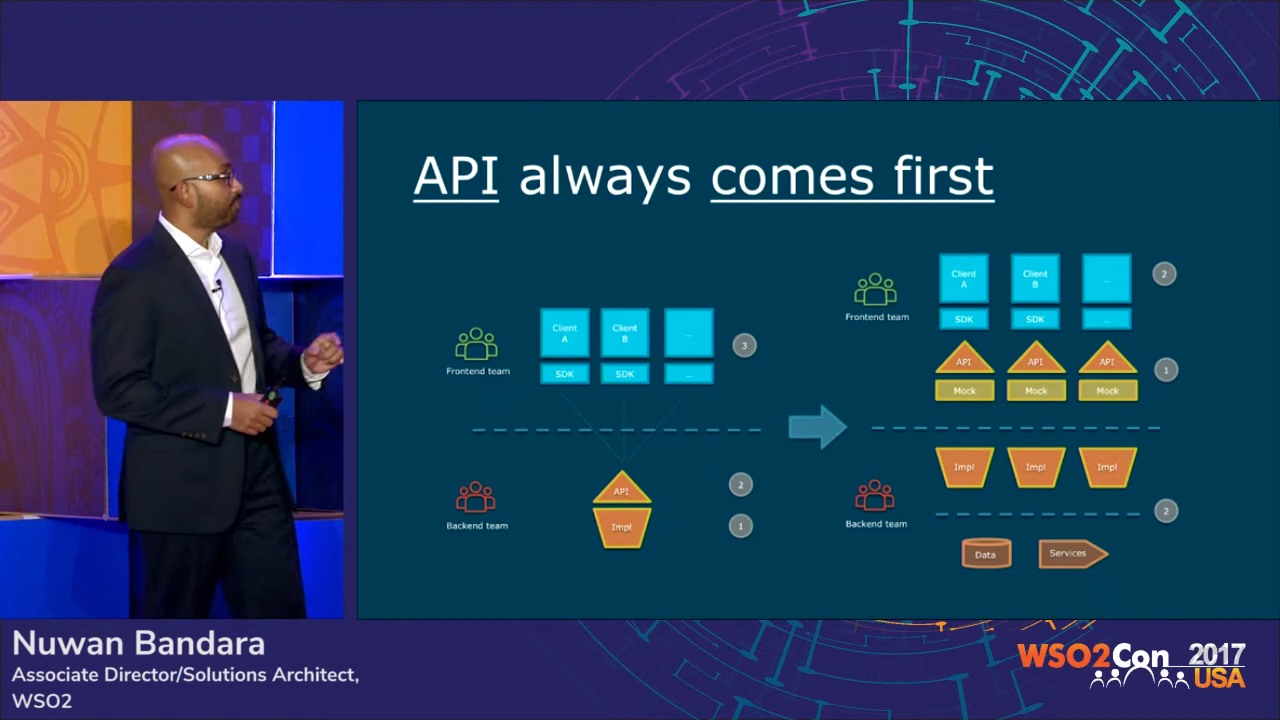 API always comes first
Frontend team
Client
A
Client
B
...
SDK
SDK
...
3
Backend team
API
Impl
2
1
Frontend team
Client
A
Client
B
...
SDK
SDK
...
2
API
API
API
Mock
Mock
Mock
1
Impl
Impl
Impl
Backend team
2
Data
Services
Nuwan Bandara
Associate Director/Solutions Architect,
WSO2
WSO2Con 2017
USA